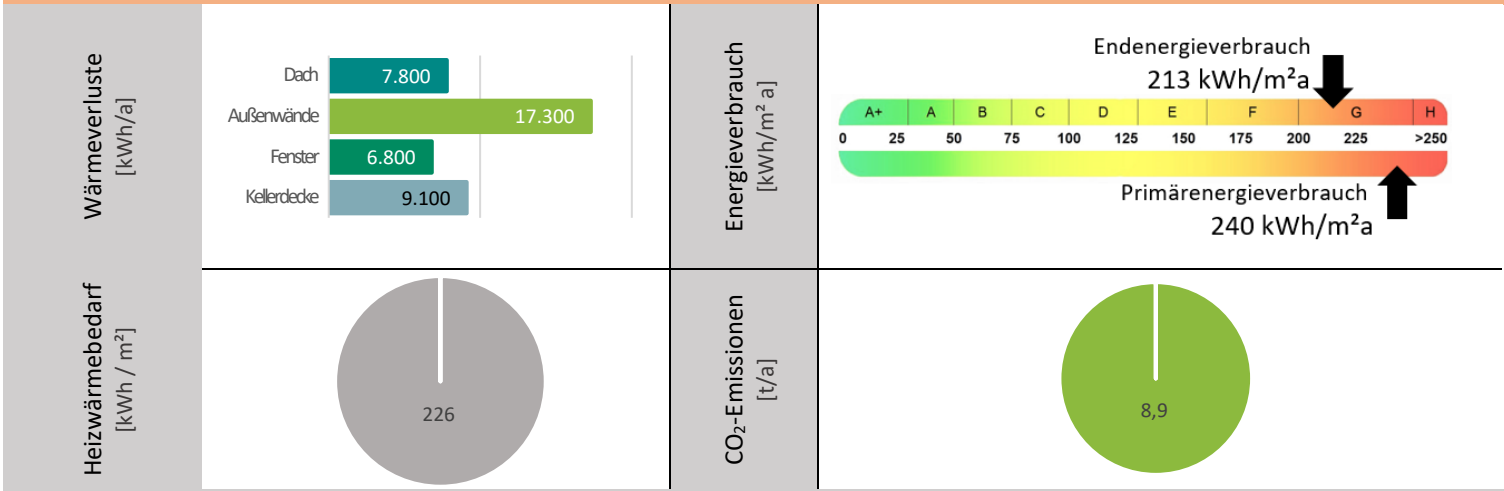 Wärmeverluste
[kWh/a]
Dach 7.800
Außenwände 17.300
Fenster 6.800
Kellerdecke 9.100
Energieverbrauch
[kWh/m² a]
Endenergieverbrauch
213 kWh/m²a
A+ A B C D E F G H
0 25 50 75 100 125 150 175 200 225 >250
Primärenergieverbrauch
240 kWh/m²a
Heizwärmebedarf
[kWh / m²]
226
CO₂-Emissionen
[t/a]
8,9